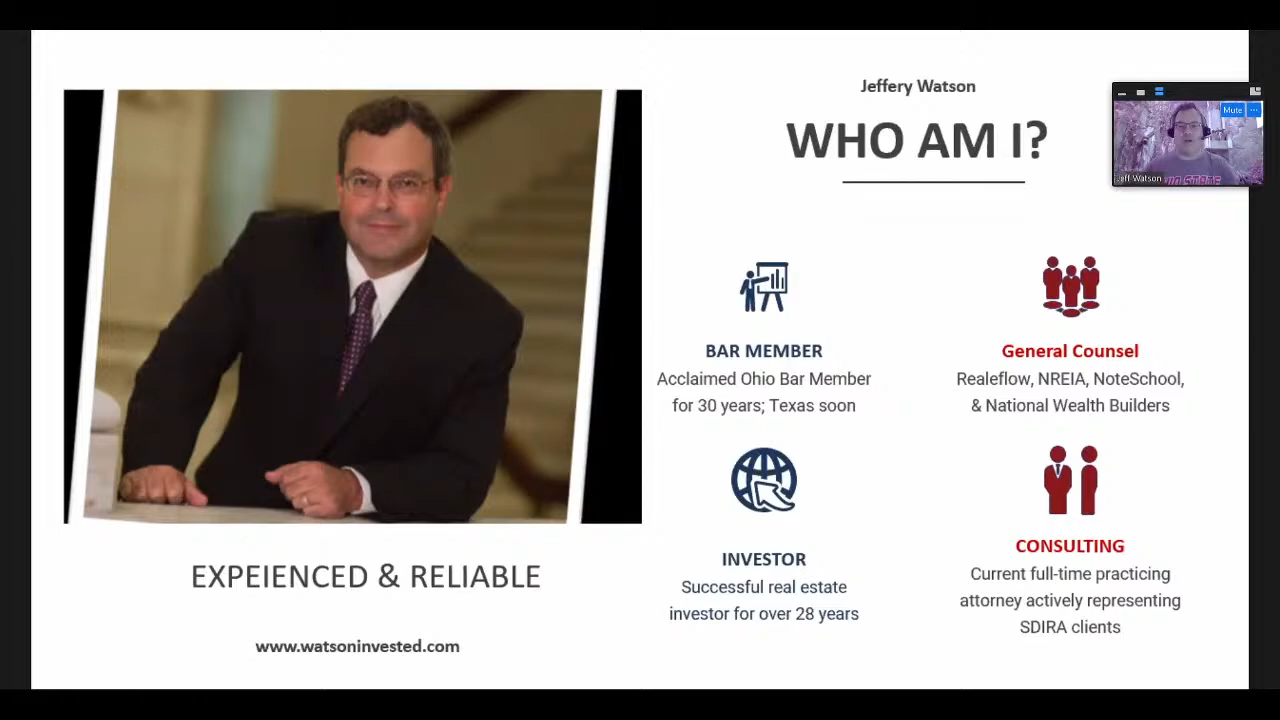 Jeffery Watson
WHO AM I?
Mute
Jeff Watson
BAR MEMBER
Acclaimed Ohio Bar Member
for 30 years; Texas soon
General Counsel
Realeflow, NREIA, NoteSchool,
& National Wealth Builders
INVESTOR
Successful real estate
investor for over 28 years
CONSULTING
Current full-time practicing
attorney actively representing
SDIRA clients
EXPEIENCED & RELIABLE
www.watsoninvested.com